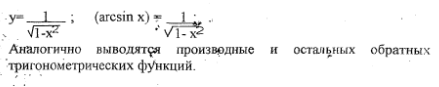 y= 1/√1-x² ; (arcsin x) = 1/√1-x² .
Аналогично выводятся производные и остальных обратных
тригонометрических функций.